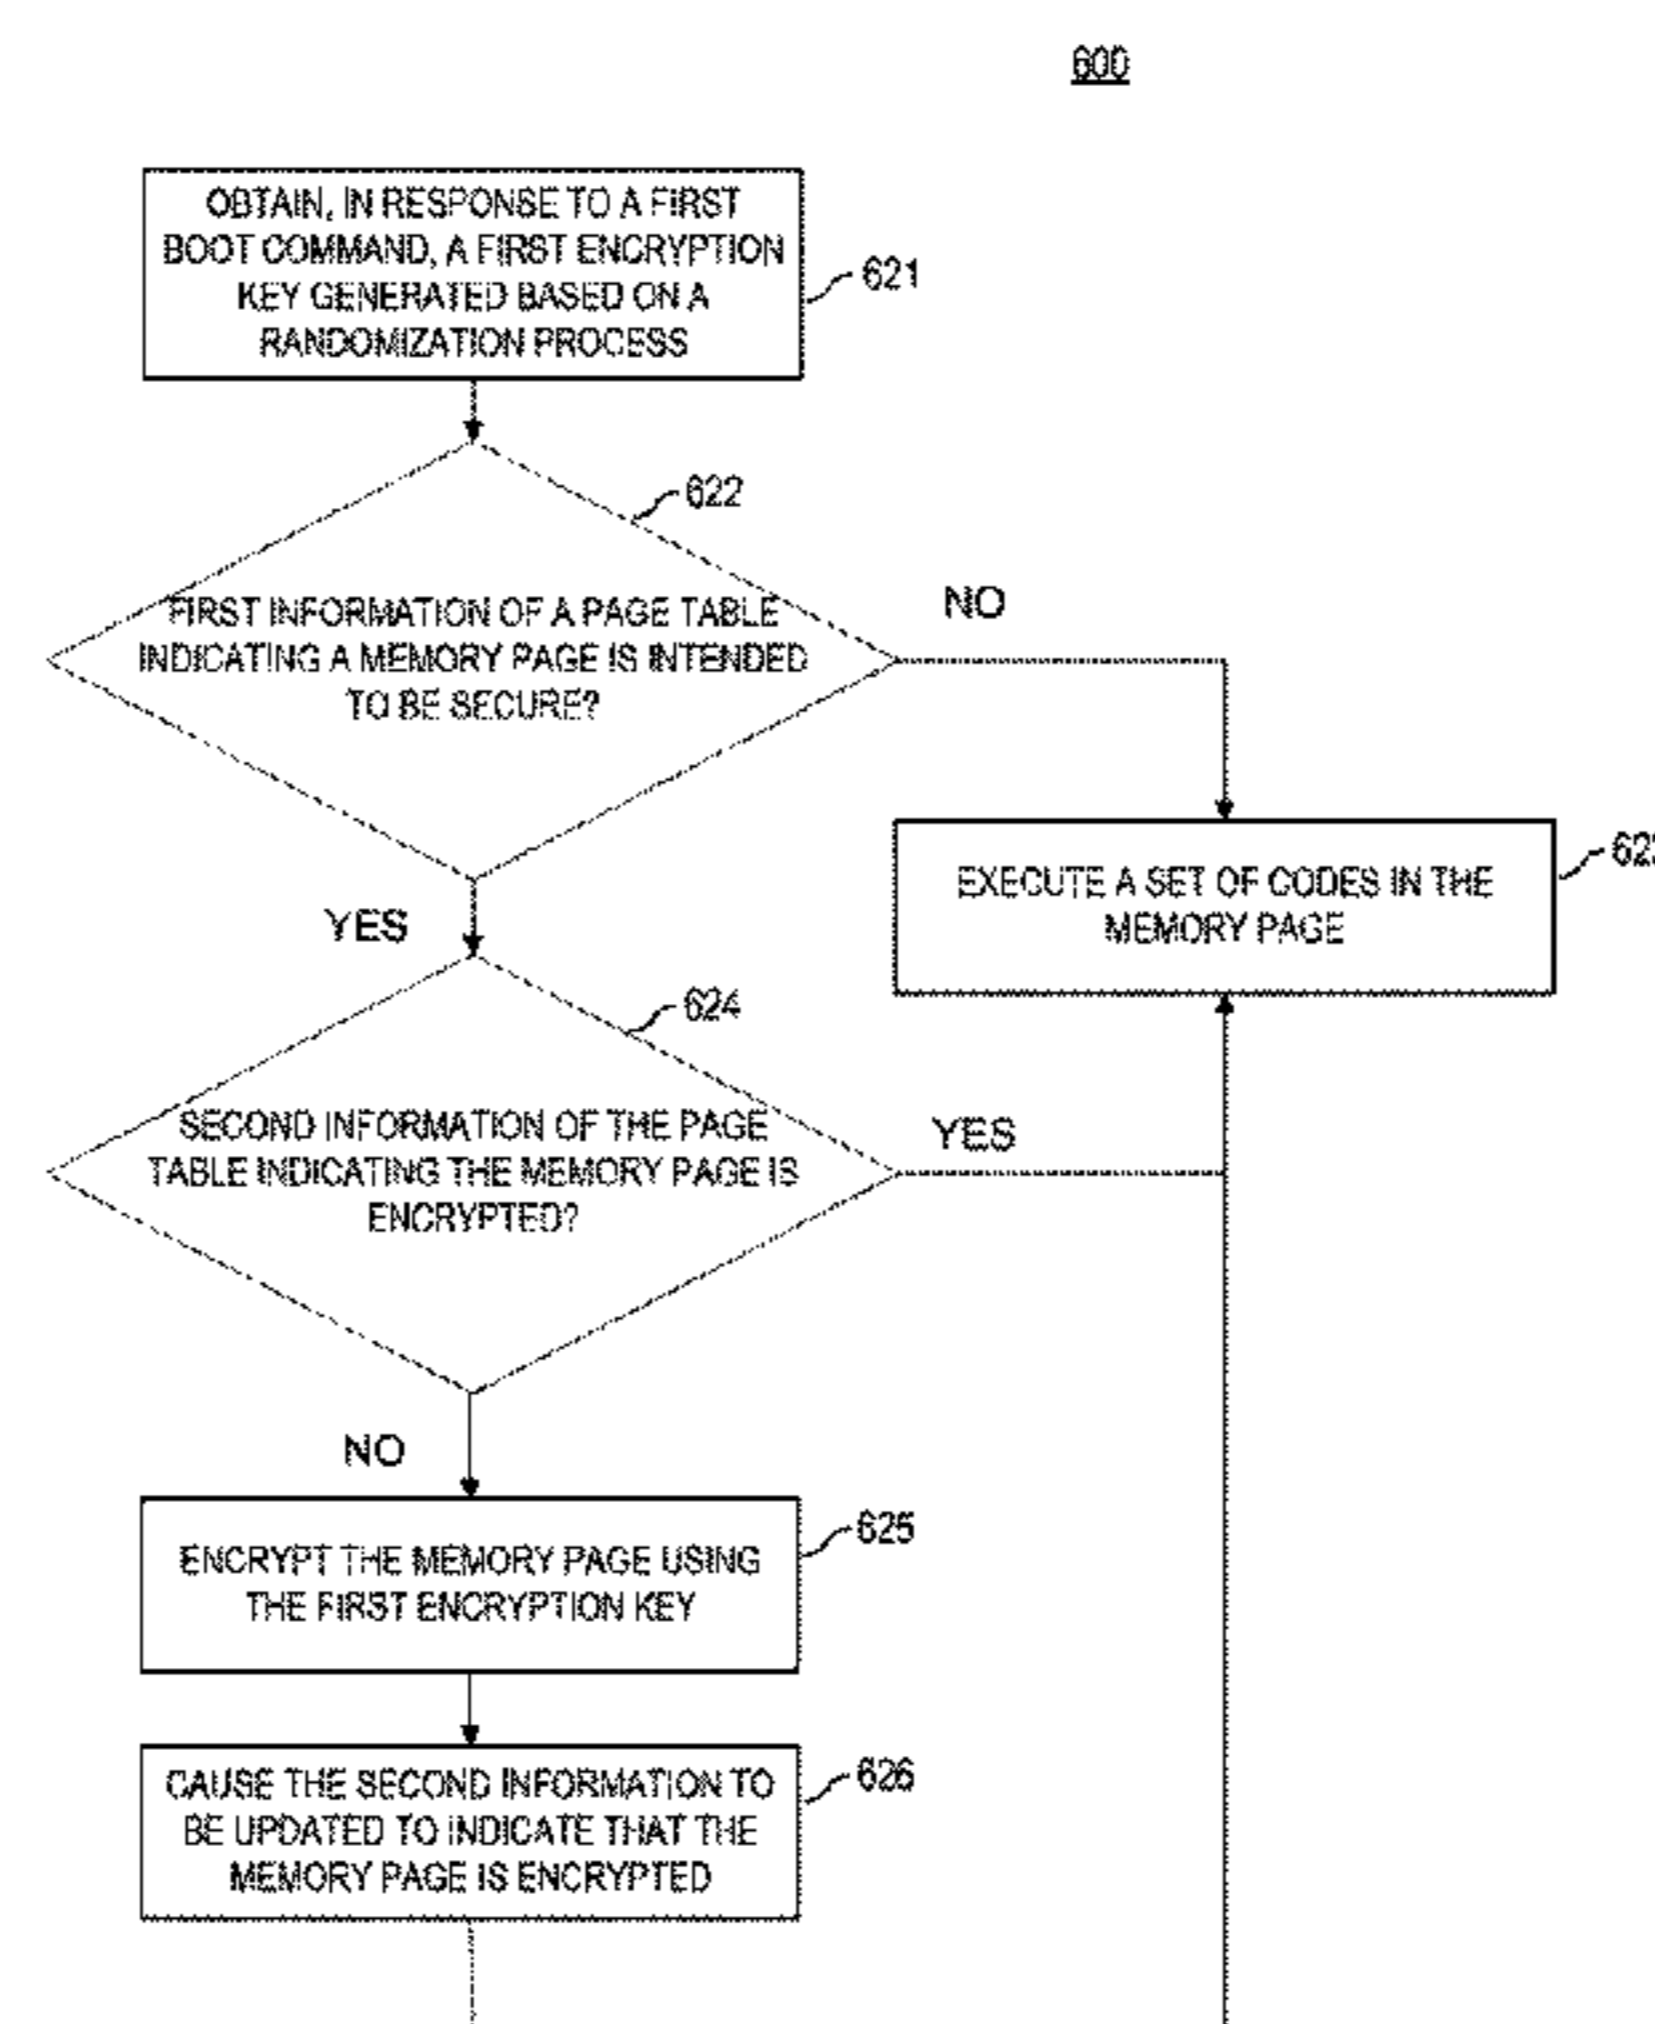 600
OBTAIN, IN RESPONSE TO A FIRST
BOOT COMMAND, A FIRST ENCRYPTION
KEY GENERATED BASED ON A
RANDOMIZATION PROCESS
621
622
FIRST INFORMATION OF A PAGE TABLE
INDICATING A MEMORY PAGE IS INTENDED
TO BE SECURE?
NO
EXECUTE A SET OF CODES IN THE
MEMORY PAGE
YES
624
SECOND INFORMATION OF THE PAGE
TABLE INDICATING THE MEMORY PAGE IS
ENCRYPTED?
YES
NO
ENCRYPT THE MEMORY PAGE USING
THE FIRST ENCRYPTION KEY
625
CAUSE THE SECOND INFORMATION TO
BE UPDATED TO INDICATE THAT THE
MEMORY PAGE IS ENCRYPTED
626